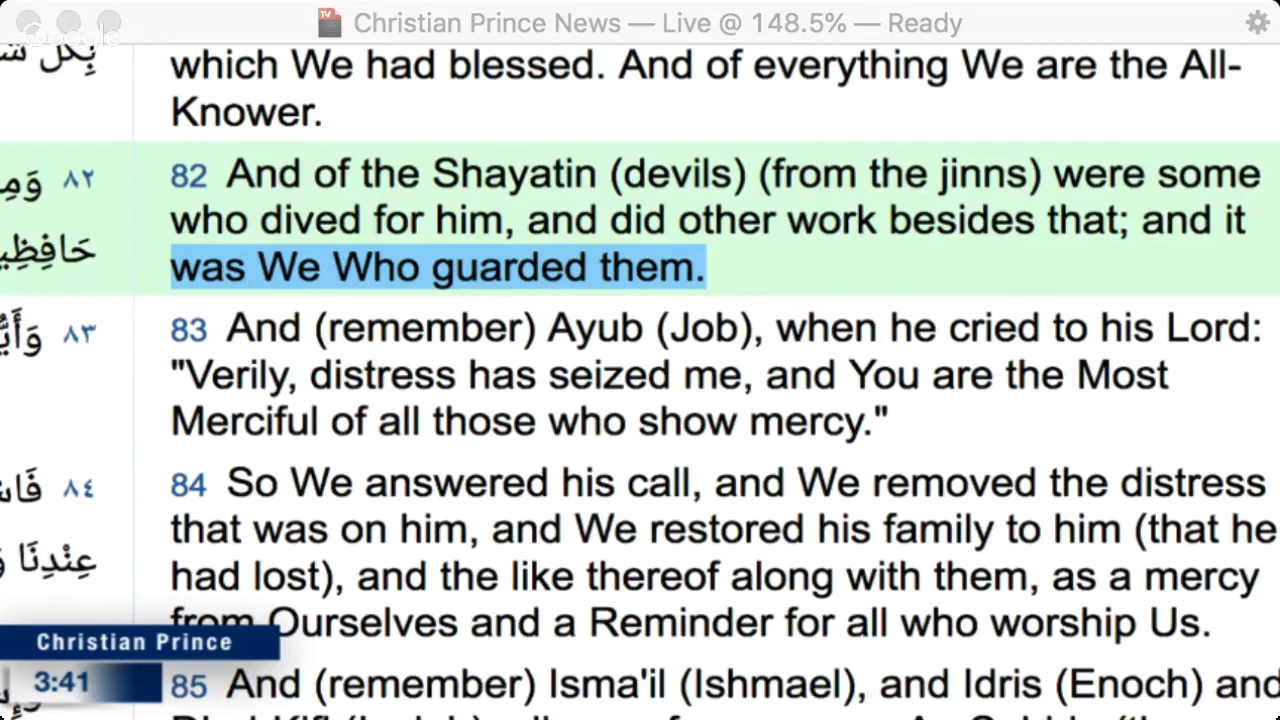 Christian Prince News — Live @ 148.5% — Ready
Google
which We had blessed. And of everything We are the All-
Knower.
82 And of the Shayatin (devils) (from the jinns) were some
who dived for him, and did other work besides that; and it
was We Who guarded them.
83 And (remember) Ayub (Job), when he cried to his Lord:
"Verily, distress has seized me, and You are the Most
Merciful of all those who show mercy."
84 So We answered his call, and We removed the distress
that was on him, and We restored his family to him (that he
had lost), and the like thereof along with them, as a mercy
from Ourselves and a Reminder for all who worship Us.
85 And (remember) Isma'il (Ishmael), and Idris (Enoch) and
بِكُلِّ
٨٢
٨٣
٨٤
عِنْدِنَا
Christian Prince
3:41